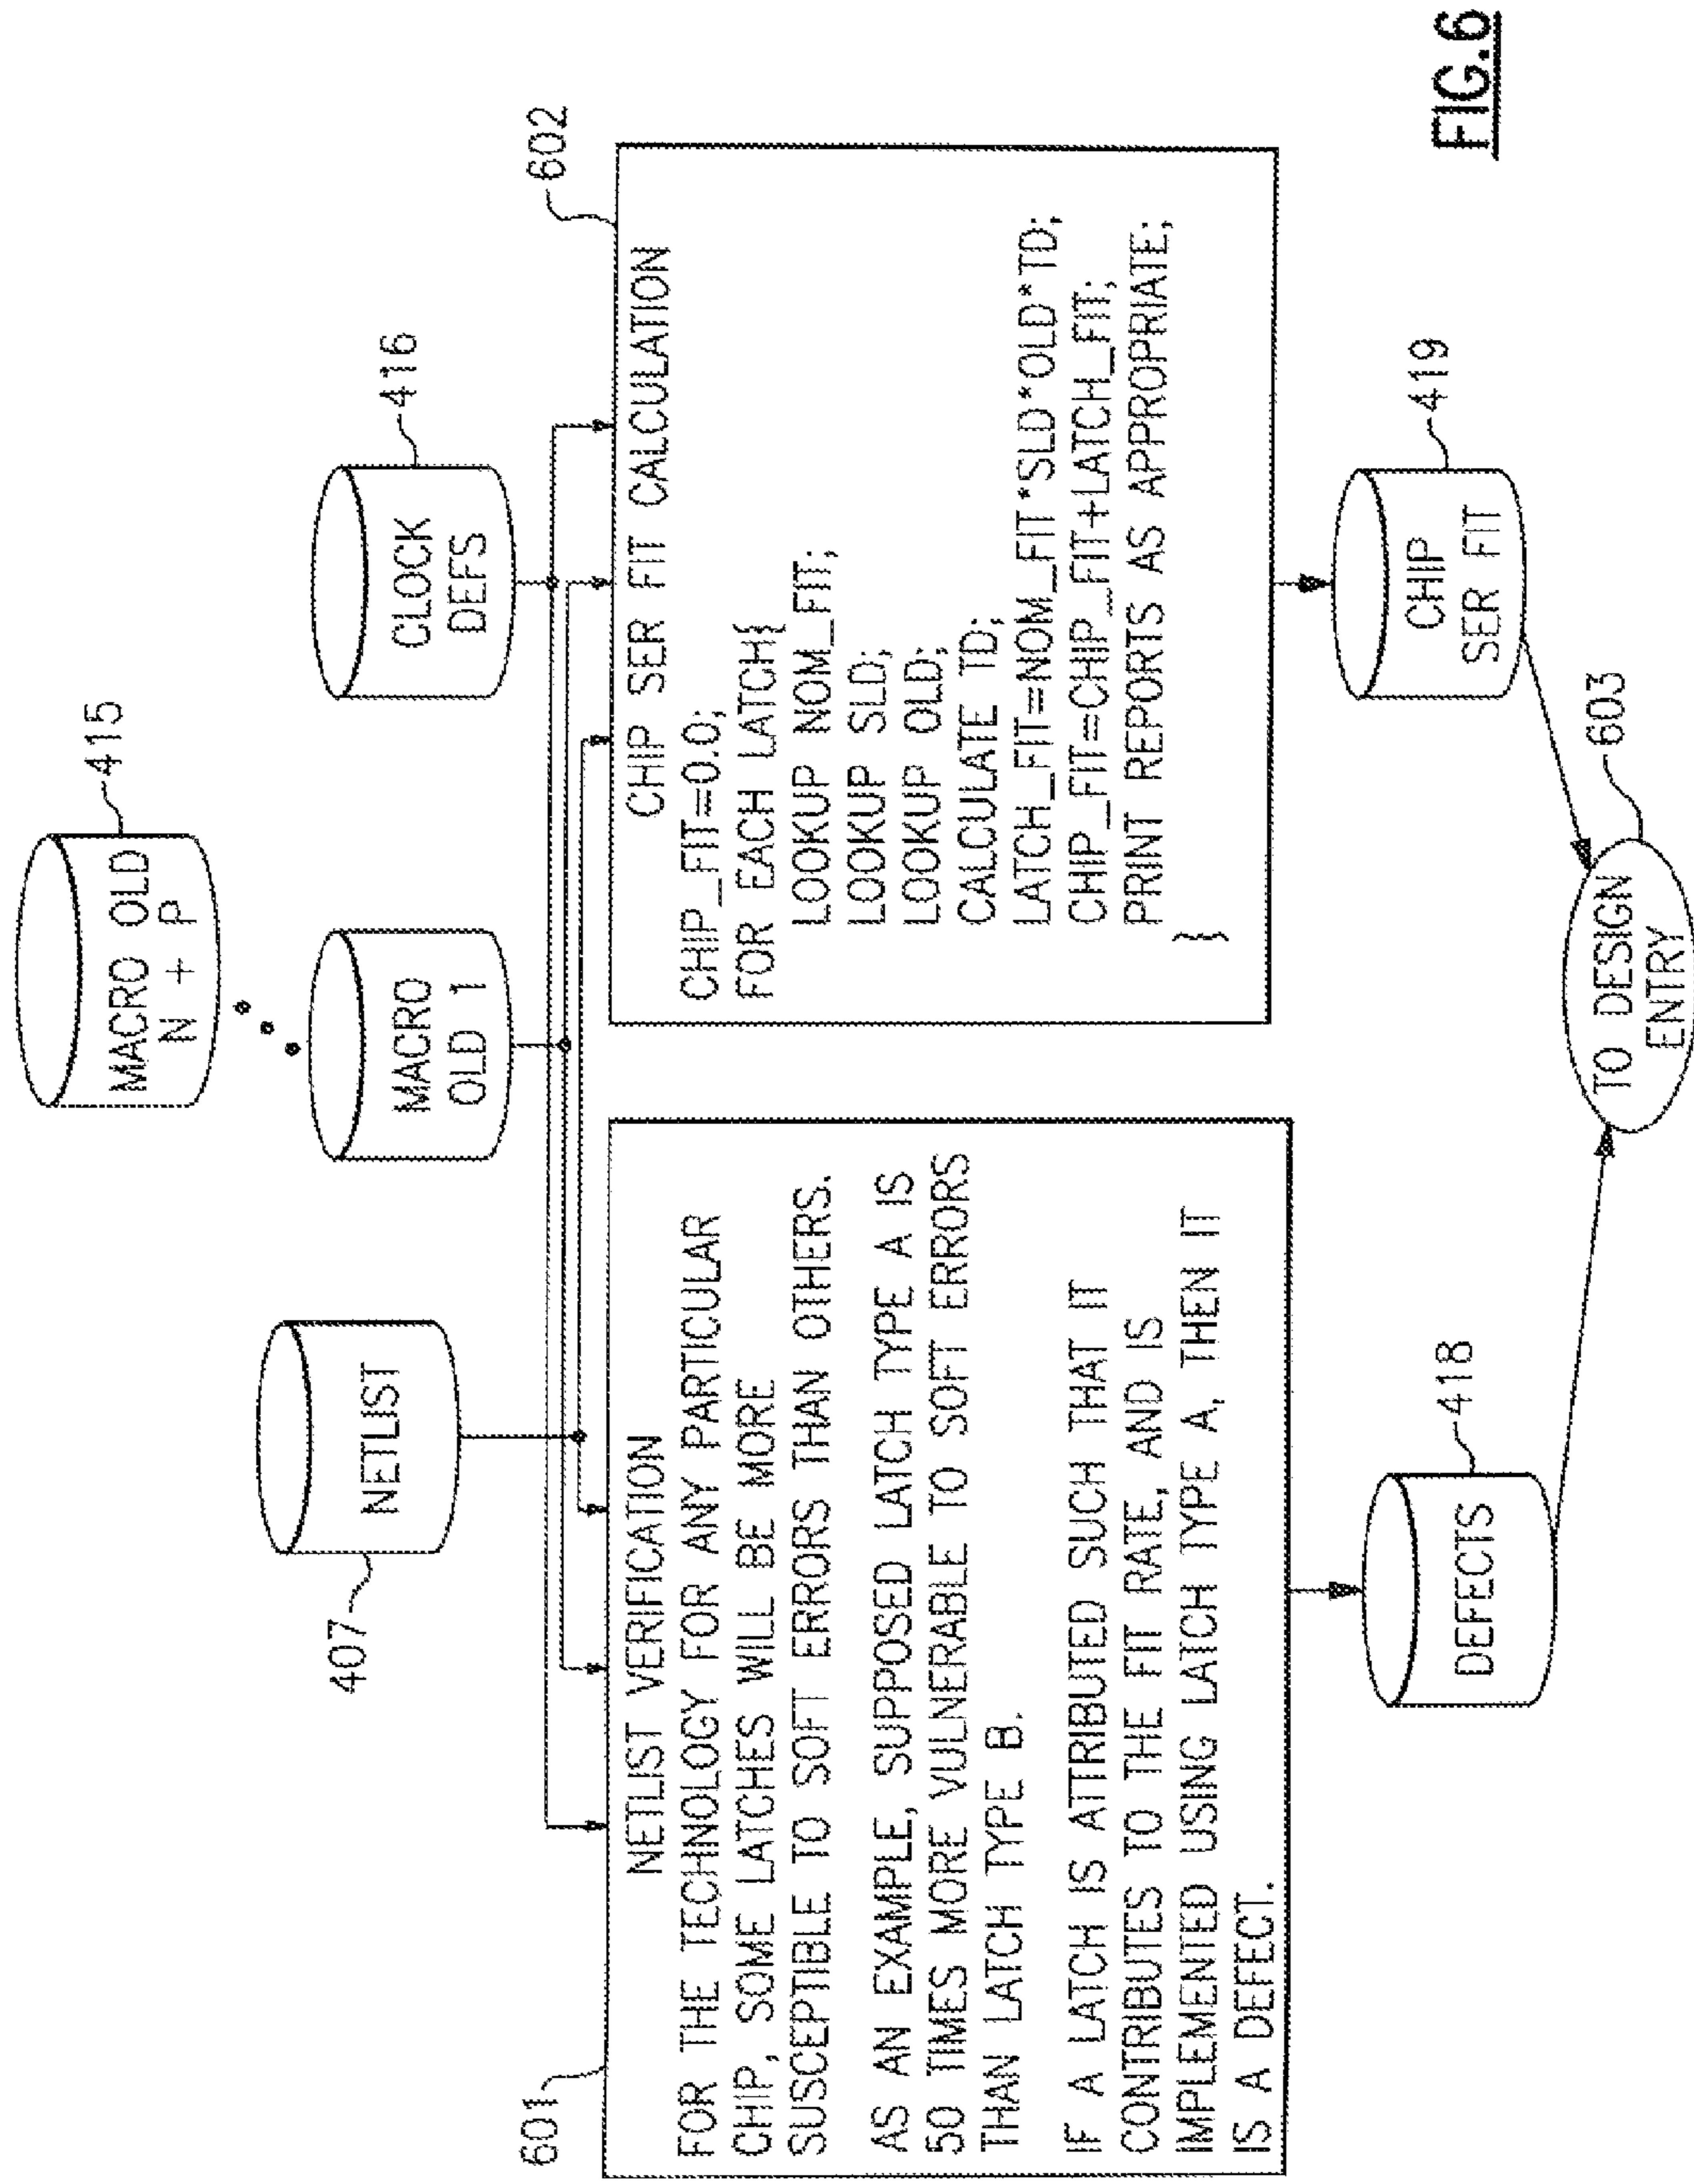 MACRO OLD
N + P
415
407
NETLIST
MACRO
OLD 1
CLOCK
DEFS
416
601
NETLIST VERIFICATION
FOR THE TECHNOLOGY FOR ANY PARTICULAR
CHIP, SOME LATCHES WILL BE MORE
SUSCEPTIBLE TO SOFT ERRORS THAN OTHERS.
AS AN EXAMPLE, SUPPOSED LATCH TYPE A IS
50 TIMES MORE VULNERABLE TO SOFT ERRORS
THAN LATCH TYPE B.
IF A LATCH IS ATTRIBUTED SUCH THAT IT
CONTRIBUTES TO THE FIT RATE, AND IS
IMPLEMENTED USING LATCH TYPE A, THEN IT
IS A DEFECT.
602
CHIP SER FIT CALCULATION
CHIP_FIT=0.0;
FOR EACH LATCH{
LOOKUP NOM_FIT;
LOOKUP SLD;
LOOKUP OLD;
CALCULATE TD;
LATCH_FIT=NOM_FIT*SLD*OLD*TD;
CHIP_FIT=CHIP_FIT+LATCH_FIT;
PRINT REPORTS AS APPROPRIATE;
}
DEFECTS
418
CHIP
SER FIT
419
TO DESIGN
ENTRY
603
FIG.6